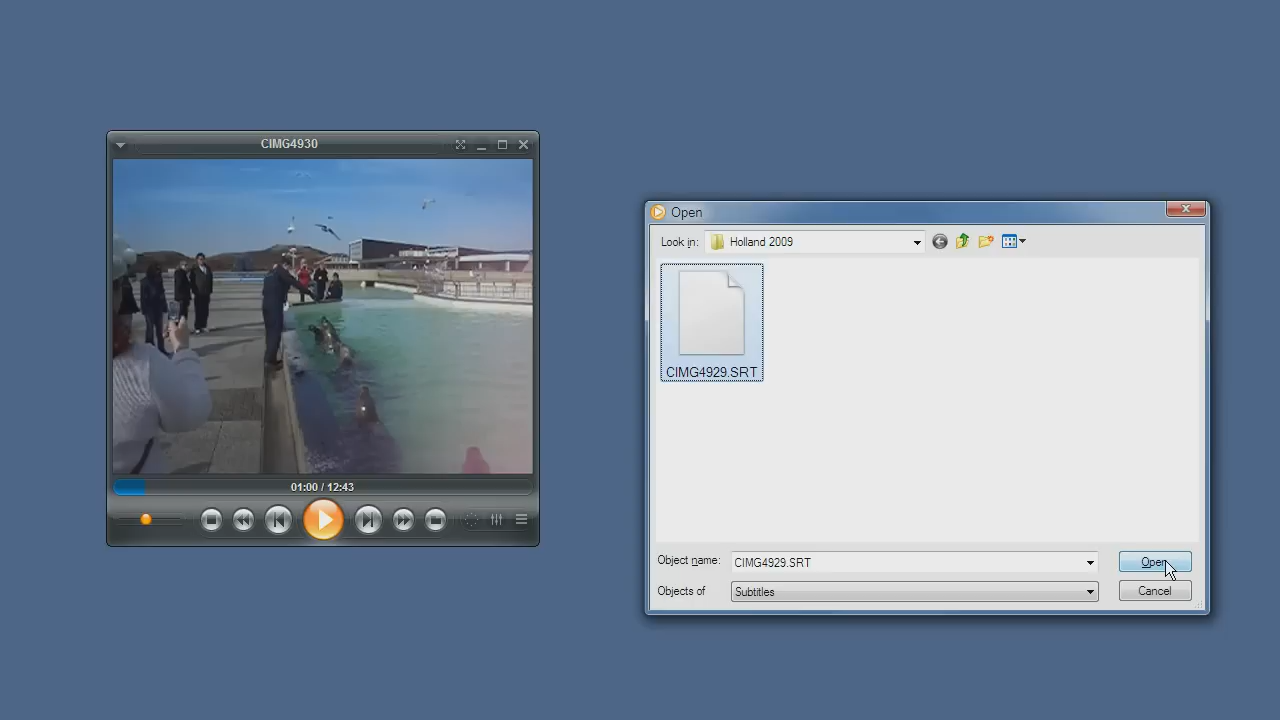 CIMG4930
01:00 / 12:43
Open
Look in: Holland 2009
CIMG4929.SRT
Object name: CIMG4929.SRT
Open
Objects of Subtitles
Cancel